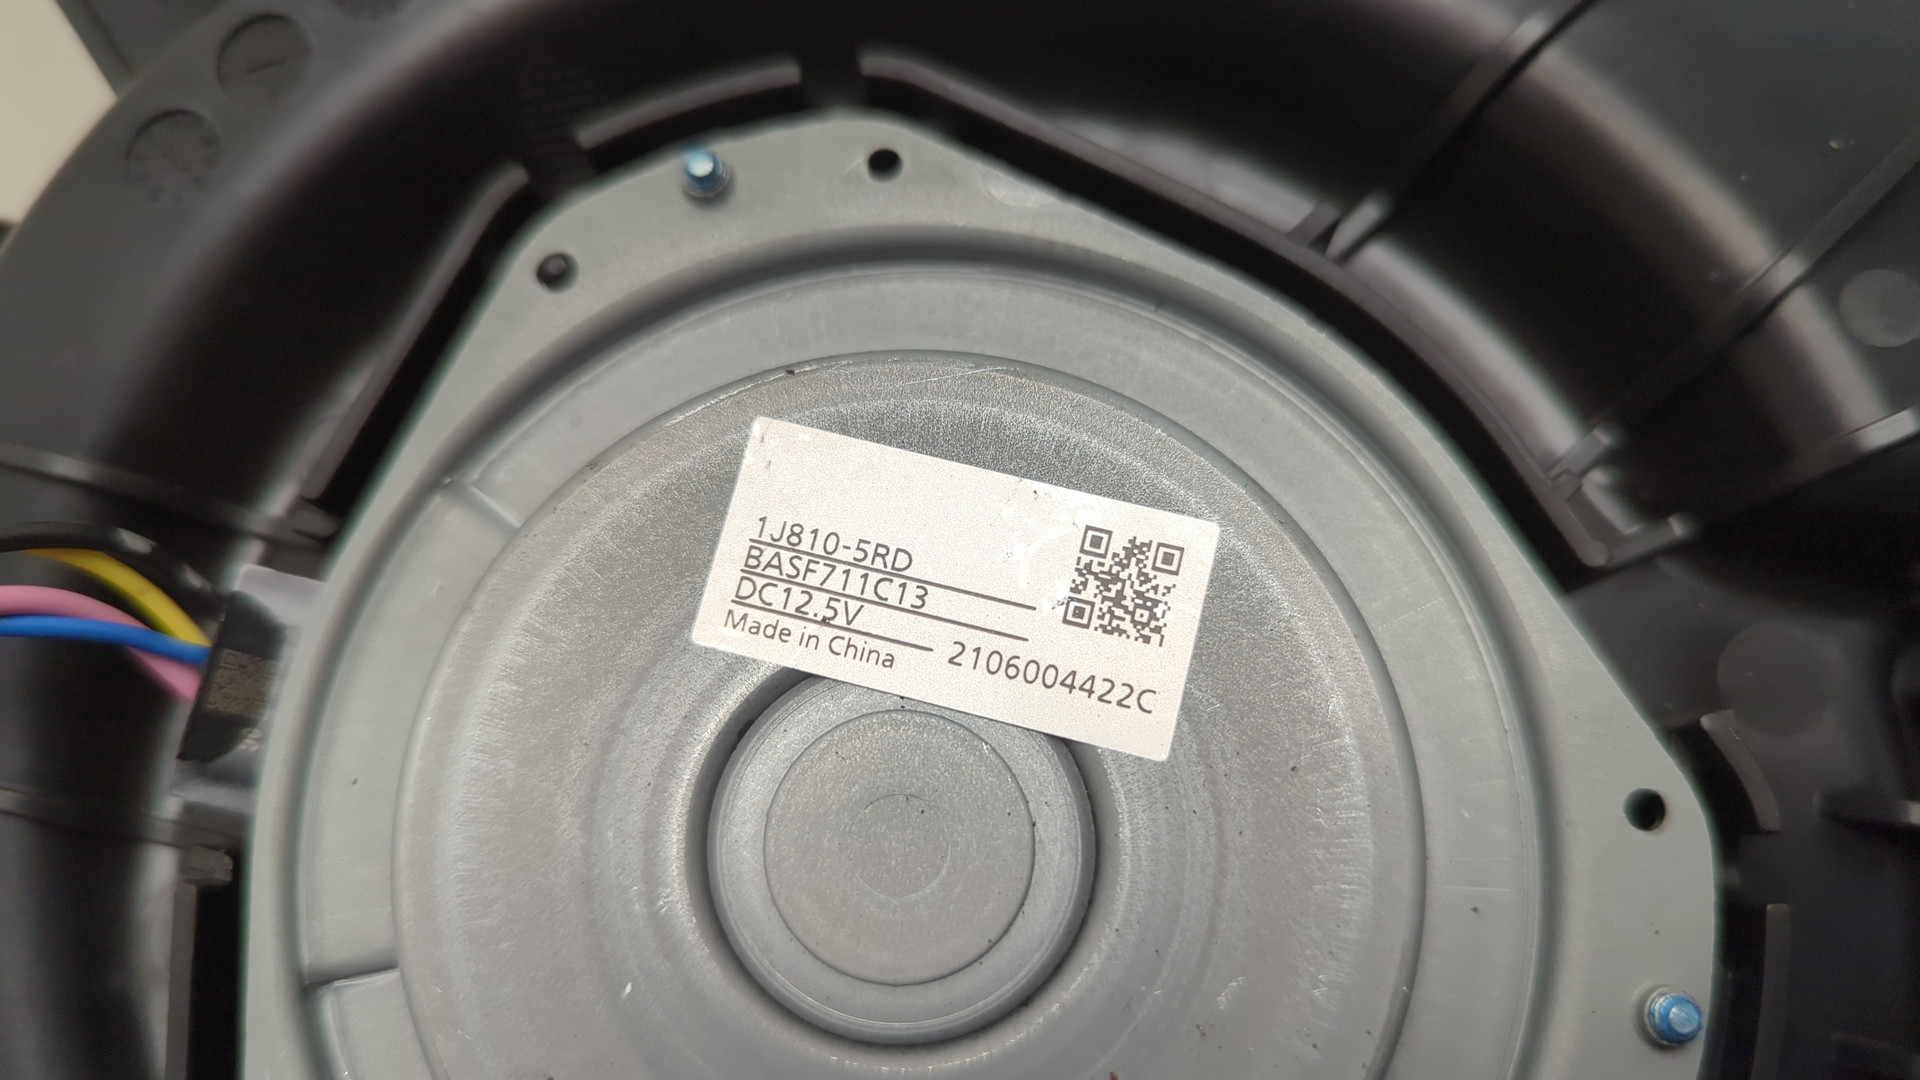 1J810-5RD
BASF711C13
DC12.5V
Made in China
2106004422C